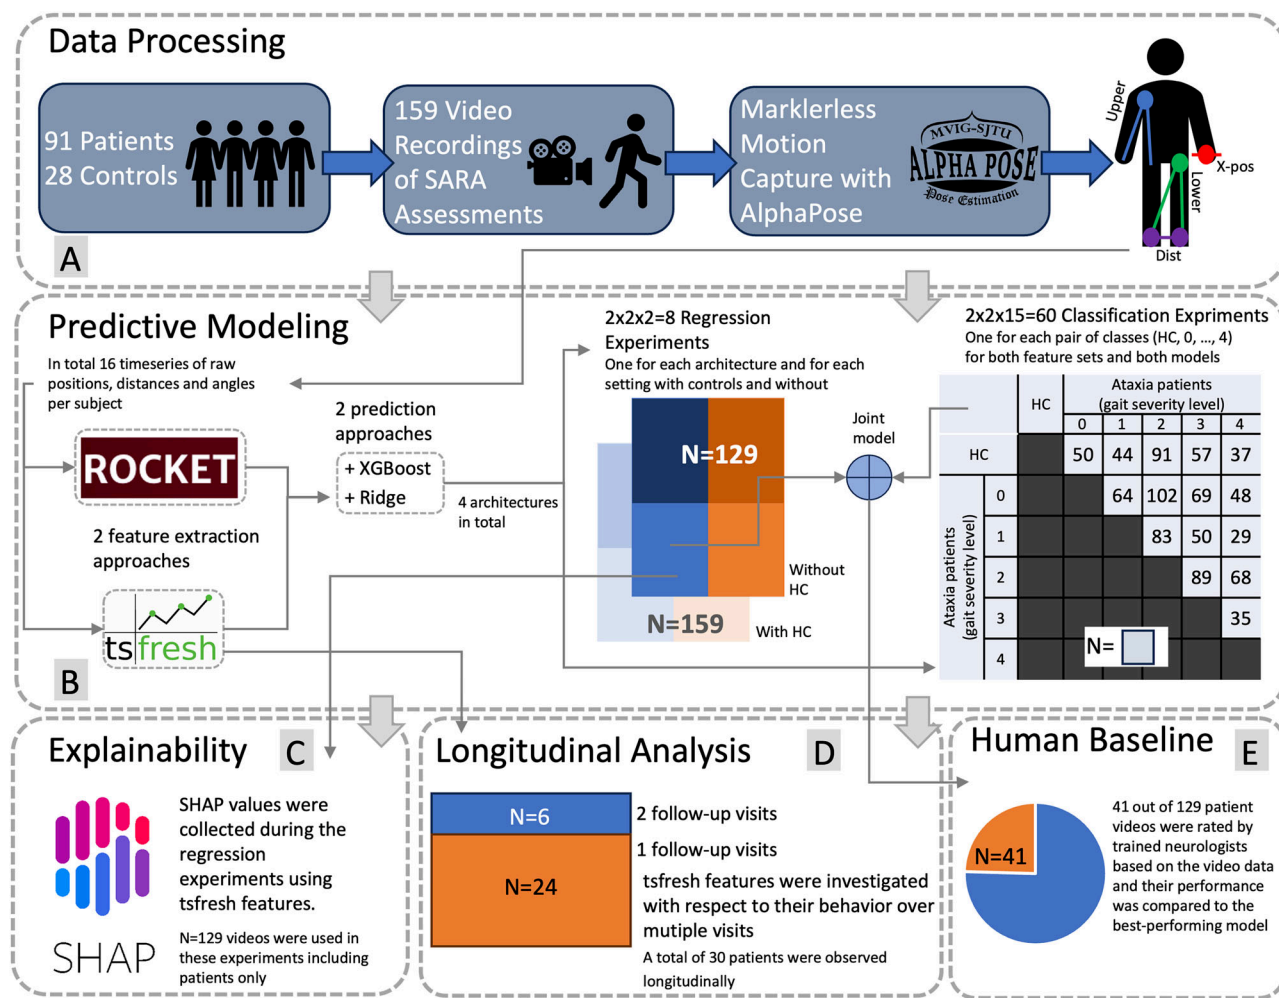 Data Processing
91 Patients
28 Controls
159 Video
Recordings
of SARA
Assessments
Marklerless
Motion
Capture with
AlphaPose
MVIG-SJTU
ALPHA POSE
Pose Estimation
Upper
X-pos
Lower
Dist
A
Predictive Modeling
In total 16 timeseries of raw
positions, distances and angles
per subject
ROCKET
2 feature extraction
approaches
ts fresh
2 prediction
approaches
+ XGBoost
+ Ridge
4 architectures
in total
2x2x2=8 Regression
Experiments
One for each architecture and for each
setting with controls and without
N=129
Without
HC
N=159
With HC
Joint
model
2x2x15=60 Classification Expriments
One for each pair of classes (HC, 0, ..., 4)
for both feature sets and both models
HC
Ataxia patients
(gait severity level)
0 1 2 3 4
HC 50 44 91 57 37
Ataxia patients
(gait severity level)
0 64 102 69 48
1 83 50 29
2 89 68
3 35
4
N=
B
Explainability
C
SHAP values were
collected during the
regression
experiments using
tsfresh features.
SHAP
N=129 videos were used in
these experiments including
patients only
Longitudinal Analysis
D
N=6
2 follow-up visits
1 follow-up visits
N=24
tsfresh features were investigated
with respect to their behavior over
mutiple visits
A total of 30 patients were observed
longitudinally
Human Baseline
E
N=41
41 out of 129 patient
videos were rated by
trained neurologists
based on the video data
and their performance
was compared to the
best-performing model